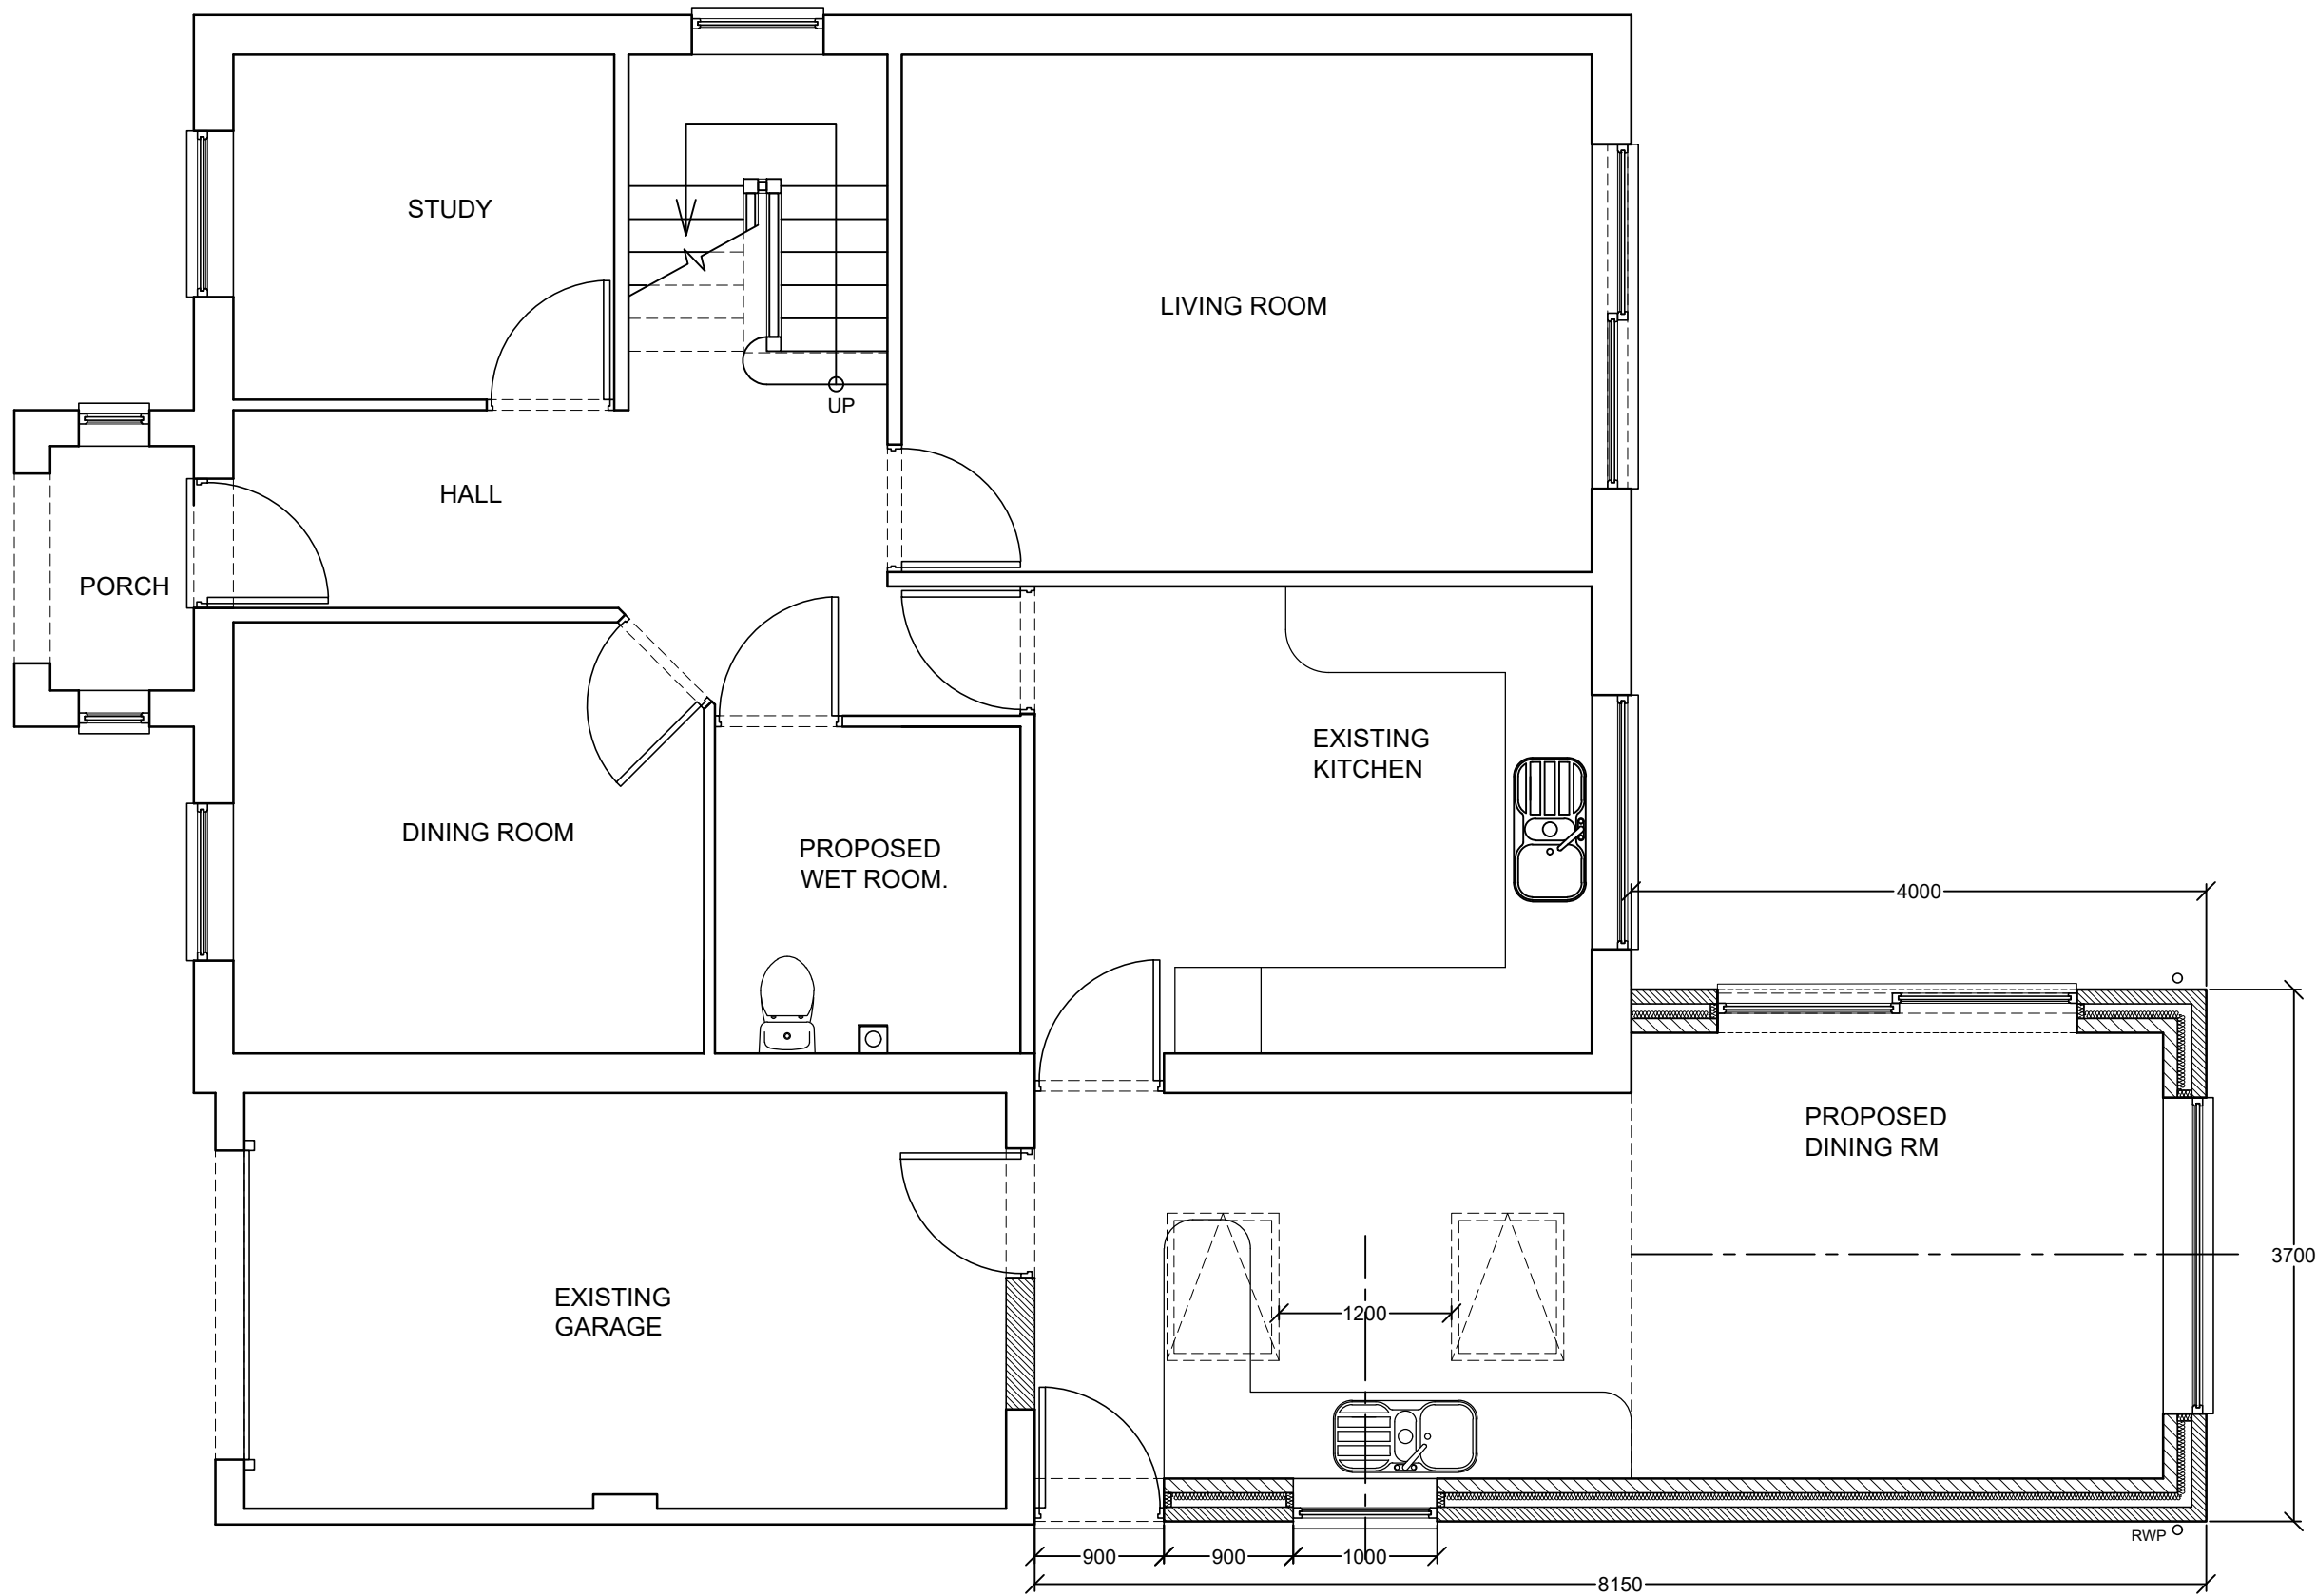 STUDY
LIVING ROOM
UP
HALL
PORCH
EXISTING
KITCHEN
DINING ROOM
PROPOSED
WET ROOM.
4000
PROPOSED
DINING RM
3700
EXISTING
GARAGE
1200
RWP
900
900
1000
8150